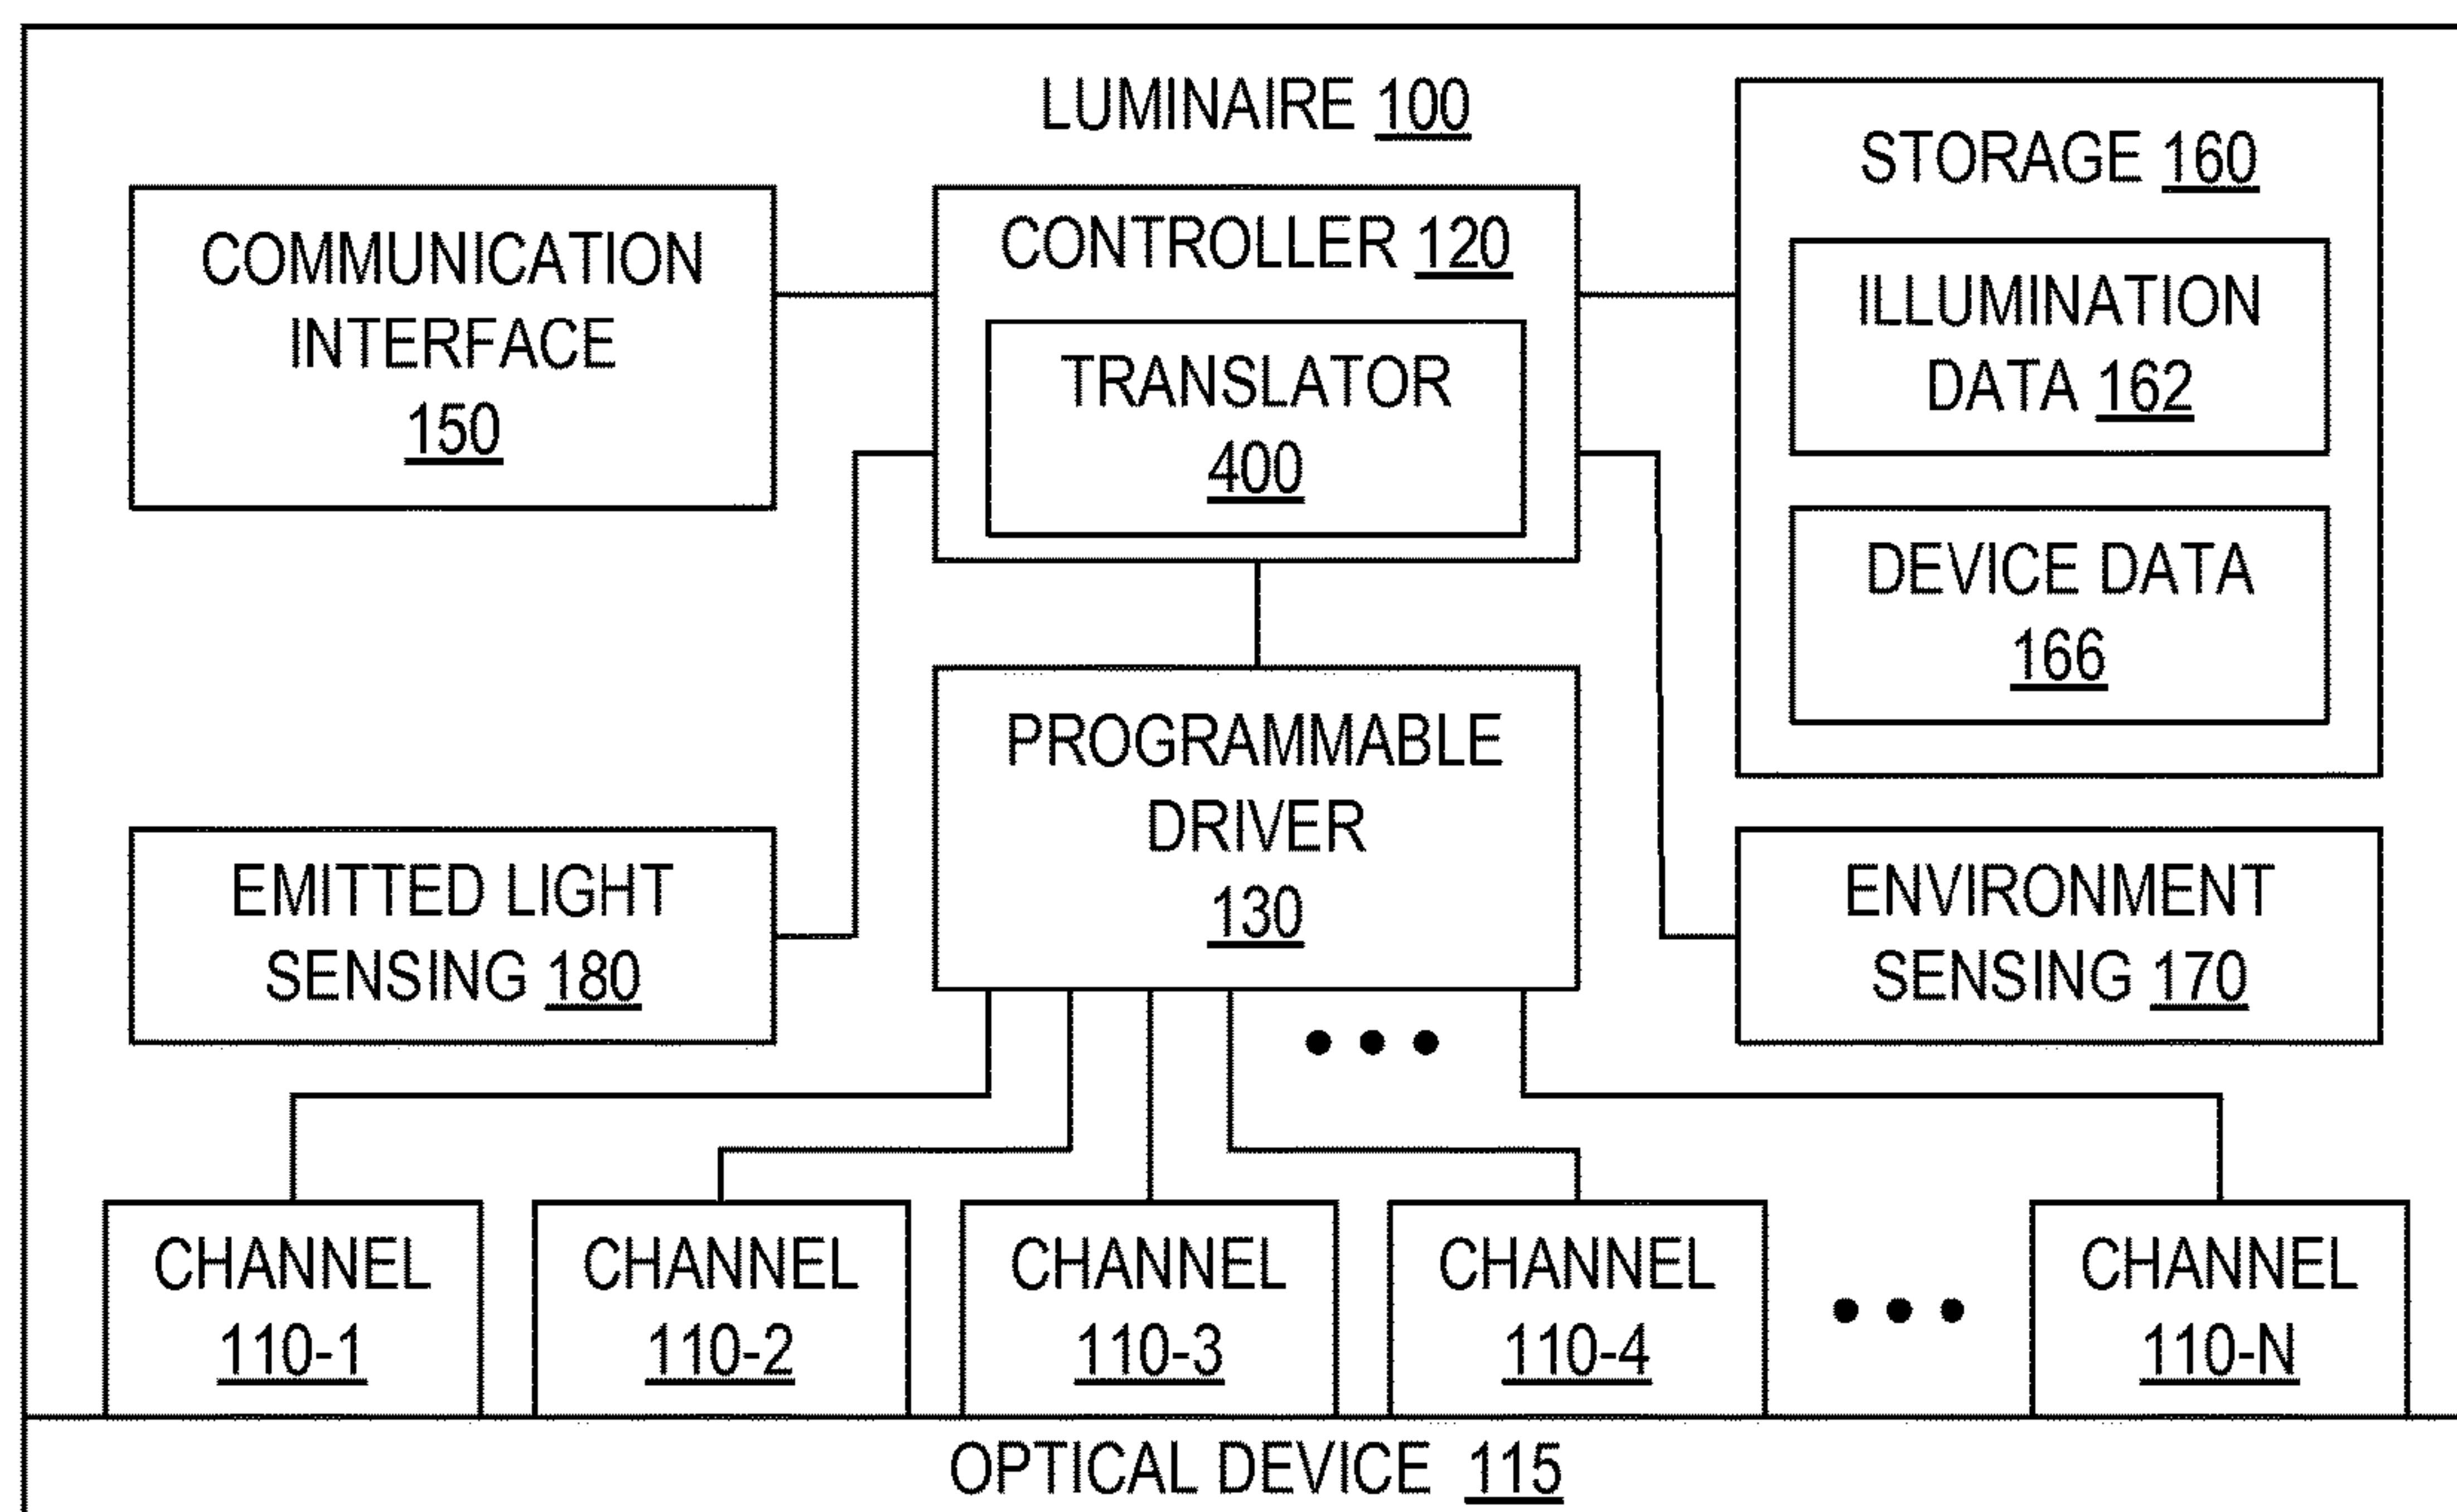 LUMINAIRE 100
COMMUNICATION
INTERFACE
150
CONTROLLER 120
TRANSLATOR
400
STORAGE 160
ILLUMINATION
DATA 162
DEVICE DATA
166
PROGRAMMABLE
DRIVER
130
EMITTED LIGHT
SENSING 180
ENVIRONMENT
SENSING 170
CHANNEL
110-1
CHANNEL
110-2
CHANNEL
110-3
CHANNEL
110-4
CHANNEL
110-N
OPTICAL DEVICE 115